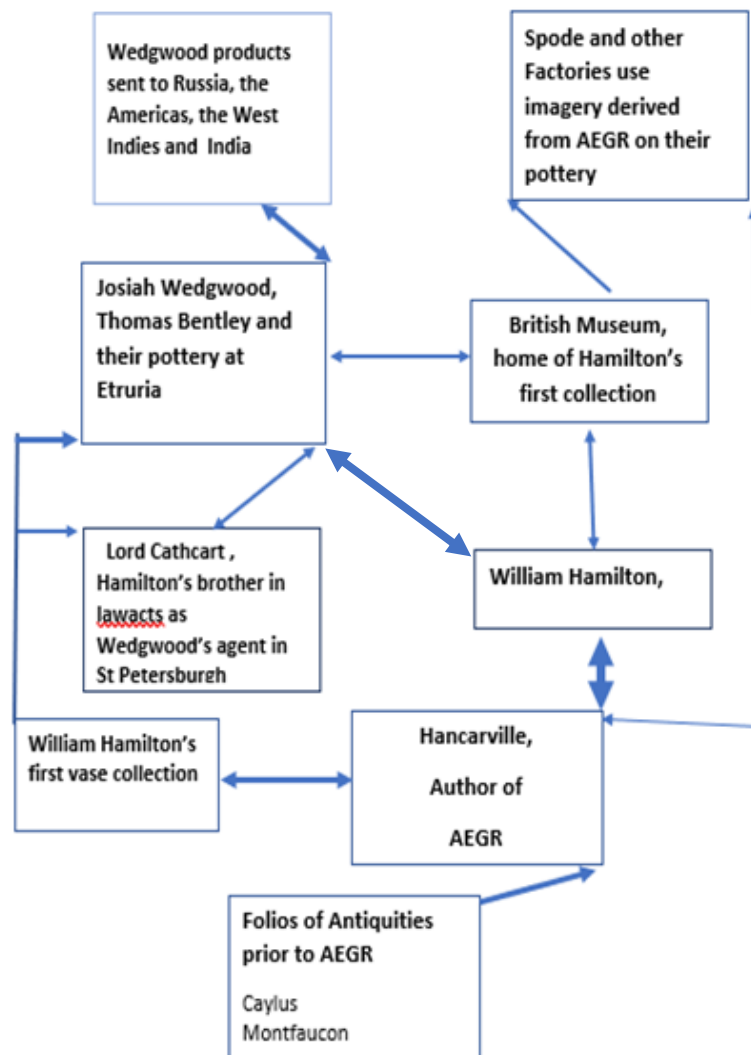 Wedgwood products
sent to Russia, the
Americas, the West
Indies and India
Spode and other
Factories use
imagery derived
from AEGR on their
pottery
Josiah Wedgwood,
Thomas Bentley and
their pottery at
Etruria
British Museum,
home of Hamilton's
first collection
Lord Cathcart ,
Hamilton's brother in
lawacts as
Wedgwood's agent in
St Petersburgh
William Hamilton,
William Hamilton's
first vase collection
Hancarville,
Author of
AEGR
Folios of Antiquities
prior to AEGR
Caylus
Montfaucon